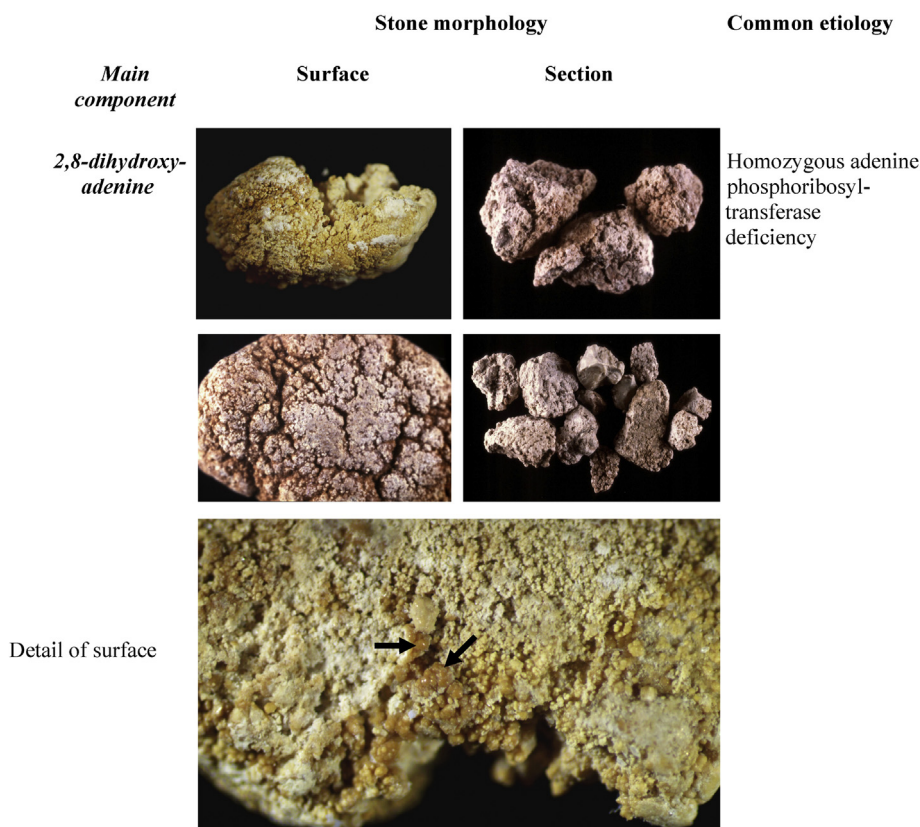 Stone morphology
Common etiology
Main
component
Surface
Section
2,8-dihydroxy-
adenine
Homozygous adenine
phosphoribosyl-
transferase
deficiency
Detail of surface